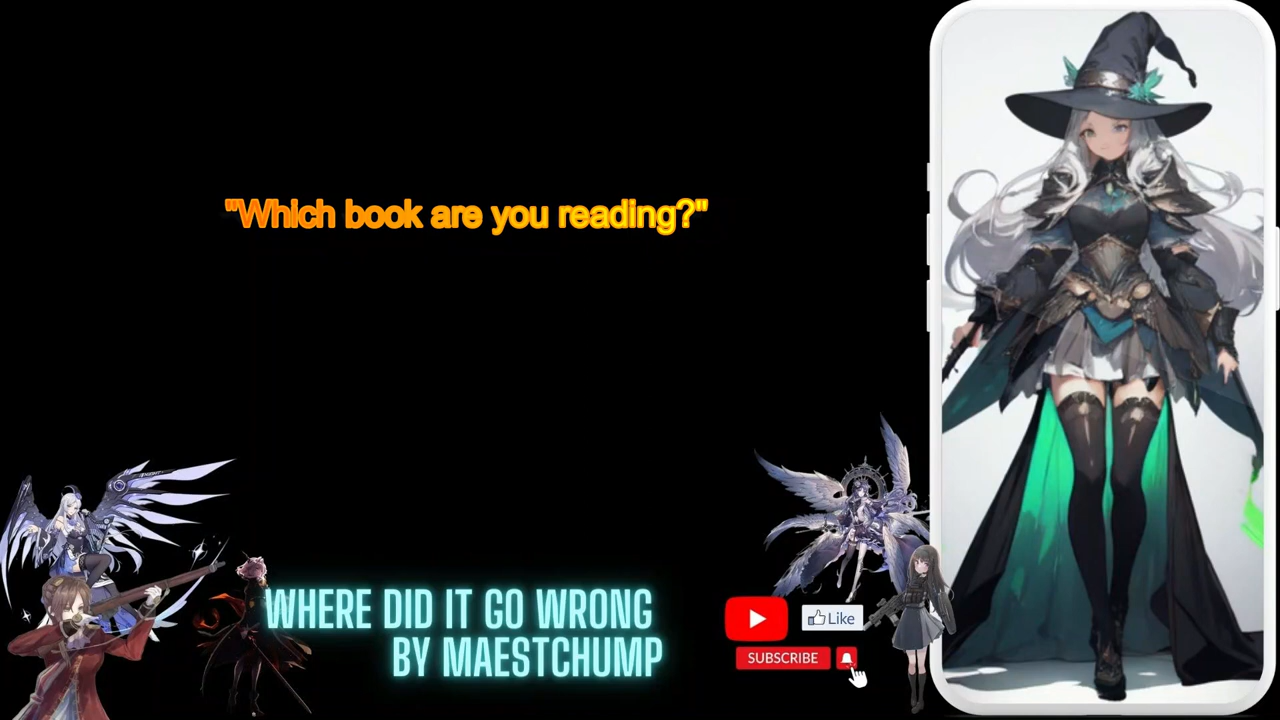 "Which book are you reading?"
WHERE DID IT GO WRONG
BY MAESTCHUMP
Like
SUBSCRIBE